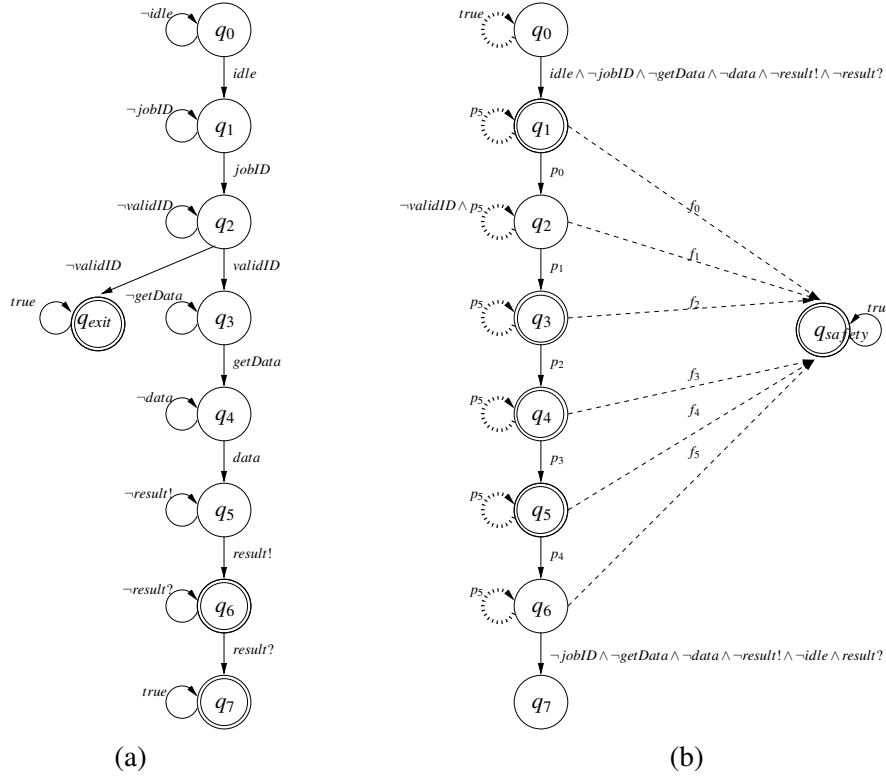 ¬idle
q0
idle
¬jobID
q1
jobID
¬validID
q2
¬validID
validID
true
qexit
¬getData
q3
getData
¬data
q4
data
¬result!
q5
result!
¬result?
q6
result?
true
q7
(a)
true
q0
idle ∧ ¬jobID ∧ ¬getData ∧ ¬data ∧ ¬result! ∧ ¬result?
p5
q1
f0
p0
¬validID ∧ p5
q2
f1
p1
p5
q3
f2
qsafety
true
p2
p5
q4
f3
p3
f4
p5
q5
f5
p4
p5
q6
¬jobID ∧ ¬getData ∧ ¬data ∧ ¬result! ∧ ¬idle ∧ result?
q7
(b)